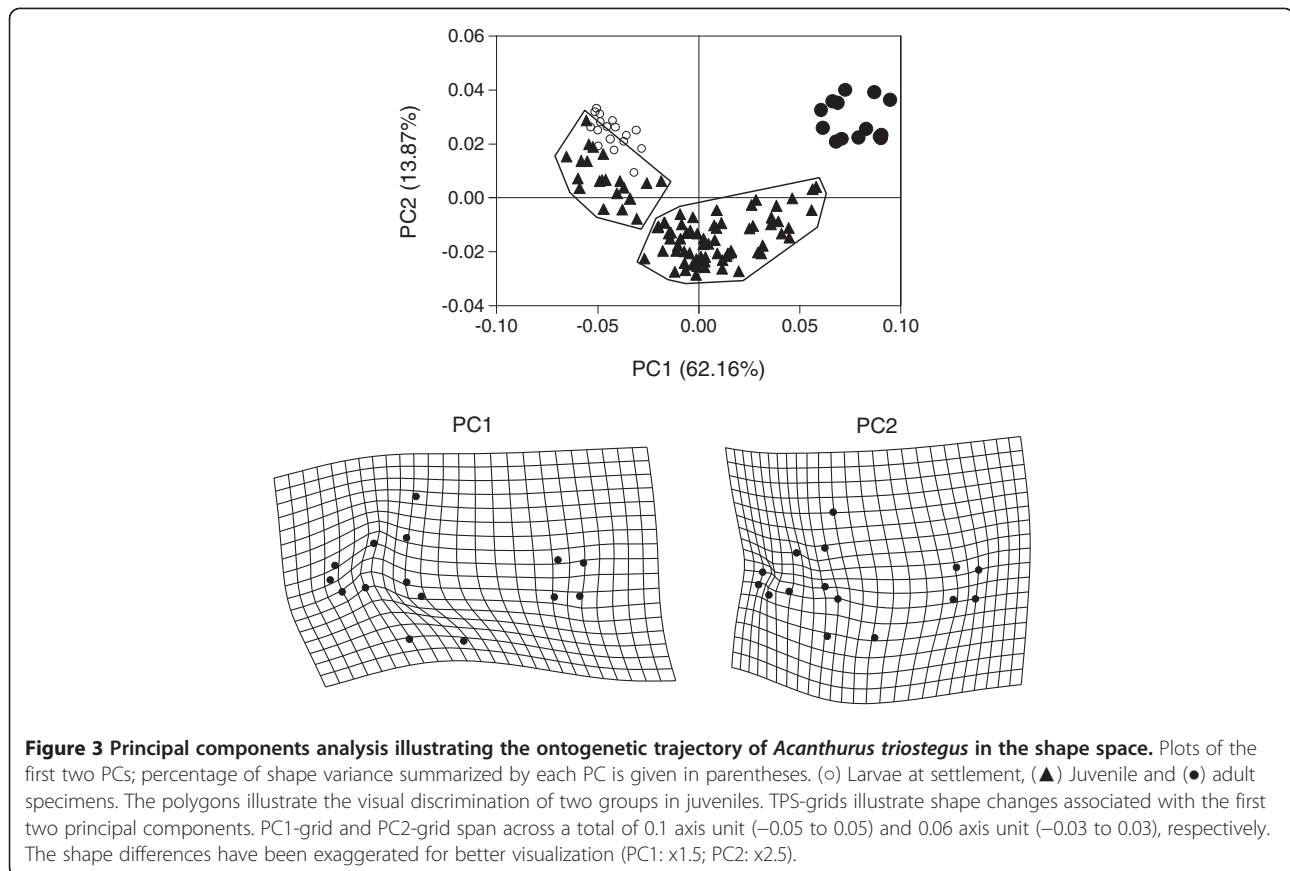 0.06
0.04
0.02
0.00
-0.02
-0.04
PC2 (13.87%)
-0.10
-0.05
0.00
0.05
0.10
PC1 (62.16%)
PC1
PC2
Figure 3 Principal components analysis illustrating the ontogenetic trajectory of Acanthurus triostegus in the shape space. Plots of the
first two PCs; percentage of shape variance summarized by each PC is given in parentheses. (○) Larvae at settlement, (▲) Juvenile and (●) adult
specimens. The polygons illustrate the visual discrimination of two groups in juveniles. TPS-grids illustrate shape changes associated with the first
two principal components. PC1-grid and PC2-grid span across a total of 0.1 axis unit (−0.05 to 0.05) and 0.06 axis unit (−0.03 to 0.03), respectively.
The shape differences have been exaggerated for better visualization (PC1: x1.5; PC2: x2.5).